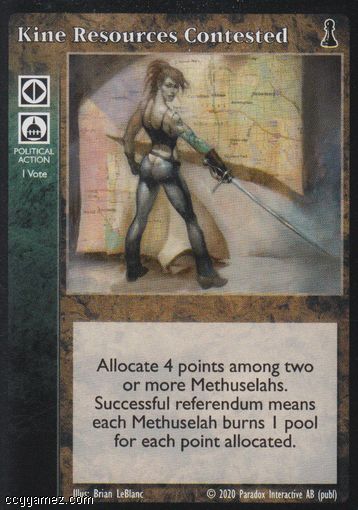 Kine Resources Contested
POLITICAL
ACTION
1 Vote
Allocate 4 points among two
or more Methuselahs.
Successful referendum means
each Methuselah burns 1 pool
for each point allocated.
Illus: Brian LeBlanc © 2020 Paradox Interactive AB (publ)
ccggamez.com